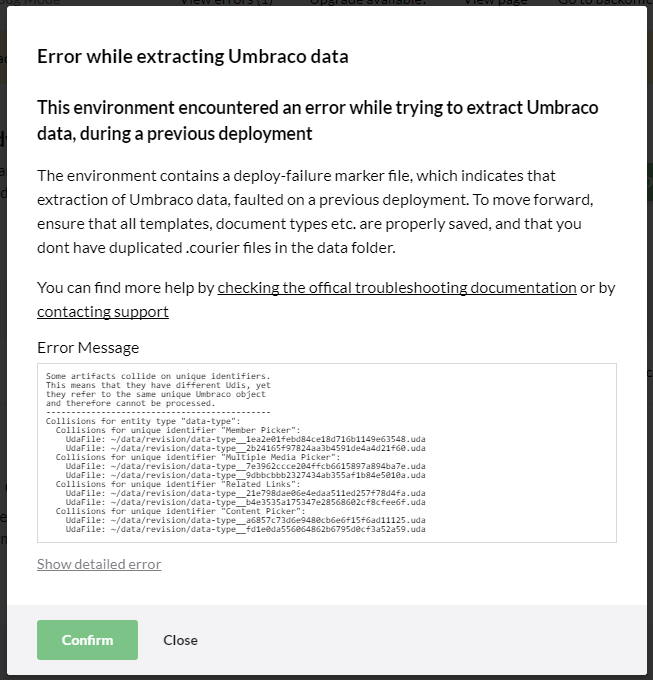 View errors (1) Upgrade available! View page Go to backoffic
Error while extracting Umbraco data
This environment encountered an error while trying to extract Umbraco
data, during a previous deployment
The environment contains a deploy-failure marker file, which indicates that
extraction of Umbraco data, faulted on a previous deployment. To move forward,
ensure that all templates, document types etc. are properly saved, and that you
dont have duplicated .courier files in the data folder.
You can find more help by checking the offical troubleshooting documentation or by
contacting support
Error Message
Some artifacts collide on unique identifiers.
This means that they have different Udis, yet
they refer to the same unique Umbraco object
and therefore cannot be processed.
---------------------------------------------
Collisions for entity type "data-type":
Collisions for unique identifier "Member Picker":
UdaFile: ~/data/revision/data-type__1ea2e01febd84ce18d716b1149e63548.uda
UdaFile: ~/data/revision/data-type__2b24165f97824aa3b4591de4a4d21f60.uda
Collisions for unique identifier "Multiple Media Picker":
UdaFile: ~/data/revision/data-type__7e3962ccce204ffcb6615897a894ba7e.uda
UdaFile: ~/data/revision/data-type__9dbbcbbb2327434ab355af1b84e5010a.uda
Collisions for unique identifier "Related Links":
UdaFile: ~/data/revision/data-type__21e798dae06e4edaa511ed257f78d4fa.uda
UdaFile: ~/data/revision/data-type__b4e3535a175347e28568602cf8cfee6f.uda
Collisions for unique identifier "Content Picker":
UdaFile: ~/data/revision/data-type__a6857c73d6e9480cb6e6f15f6ad11125.uda
UdaFile: ~/data/revision/data-type__fd1e0da556064862b6795d0cf3a52a59.uda
Show detailed error
Confirm Close